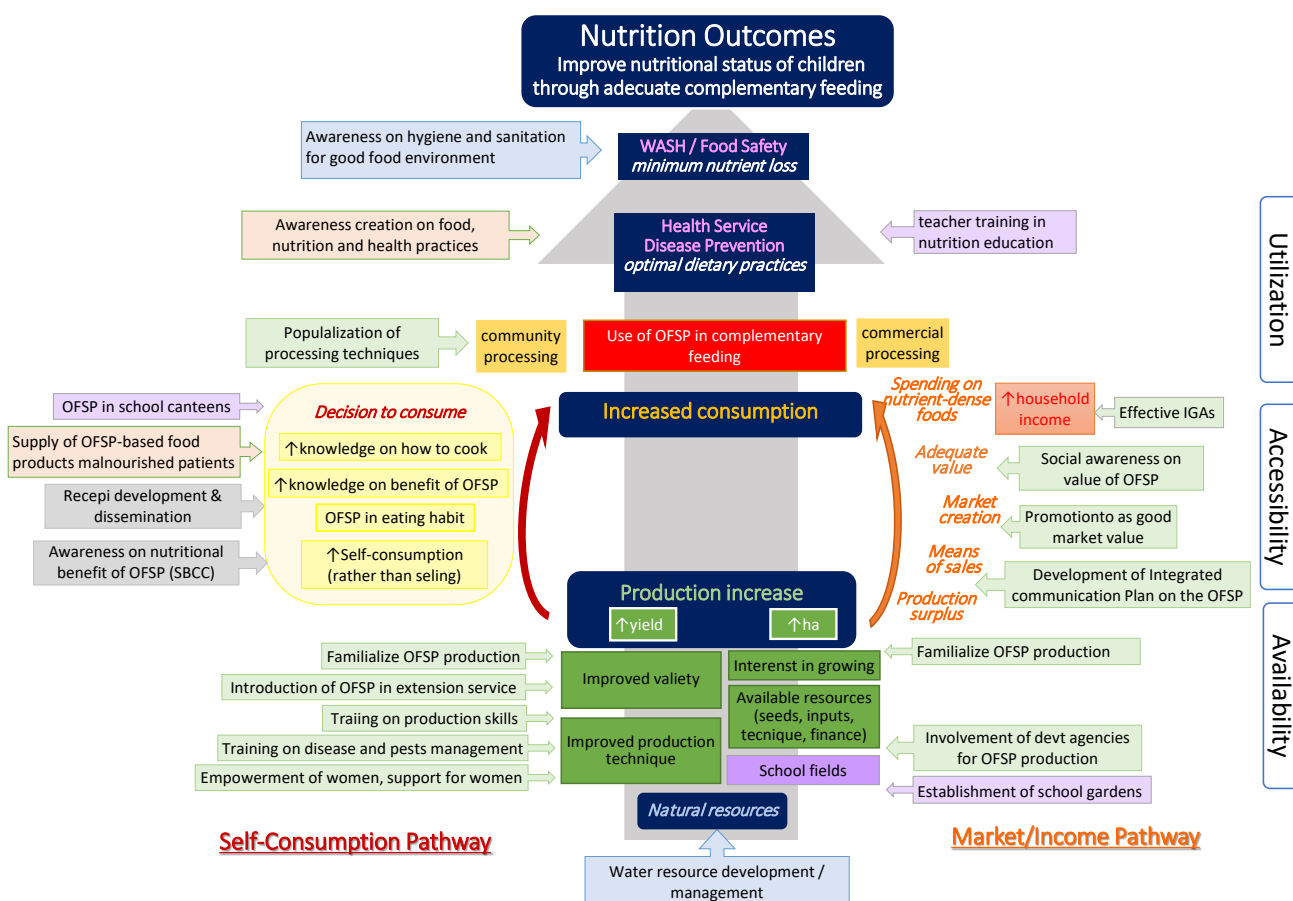 Nutrition Outcomes
Improve nutritional status of children
through adecuate complementary feeding
Awareness on hygiene and sanitation
for good food environment
WASH / Food Safety
minimum nutrient loss
Awareness creation on food,
nutrition and health practices
Health Service
Disease Prevention
optimal dietary practices
teacher training in
nutrition education
Utilization
Populalization of
processing techniques
community
processing
Use of OFSP in complementary
feeding
commercial
processing
OFSP in school canteens
Supply of OFSP-based food
products malnourished patients
Recepi development &
dissemination
Awareness on nutritional
benefit of OFSP (SBCC)
Decision to consume
↑knowledge on how to cook
↑knowledge on benefit of OFSP
OFSP in eating habit
↑Self-consumption
(rather than seling)
Increased consumption
Spending on
nutrient-dense
foods
↑household
income
Effective IGAs
Adequate
value
Social awareness on
value of OFSP
Market
creation
Promotionto as good
market value
Means
of sales
Development of Integrated
communication Plan on the OFSP
Production
surplus
Accessibility
Production increase
↑yield
↑ha
Familialize OFSP production
Introduction of OFSP in extension service
Traiing on production skills
Training on disease and pests management
Empowerment of women, support for women
Improved valiety
Improved production
technique
Interenst in growing
Available resources
(seeds, inputs,
tecnique, finance)
School fields
Familialize OFSP production
Involvement of devt agencies
for OFSP production
Establishment of school gardens
Availability
Natural resources
Self-Consumption Pathway
Market/Income Pathway
Water resource development /
management